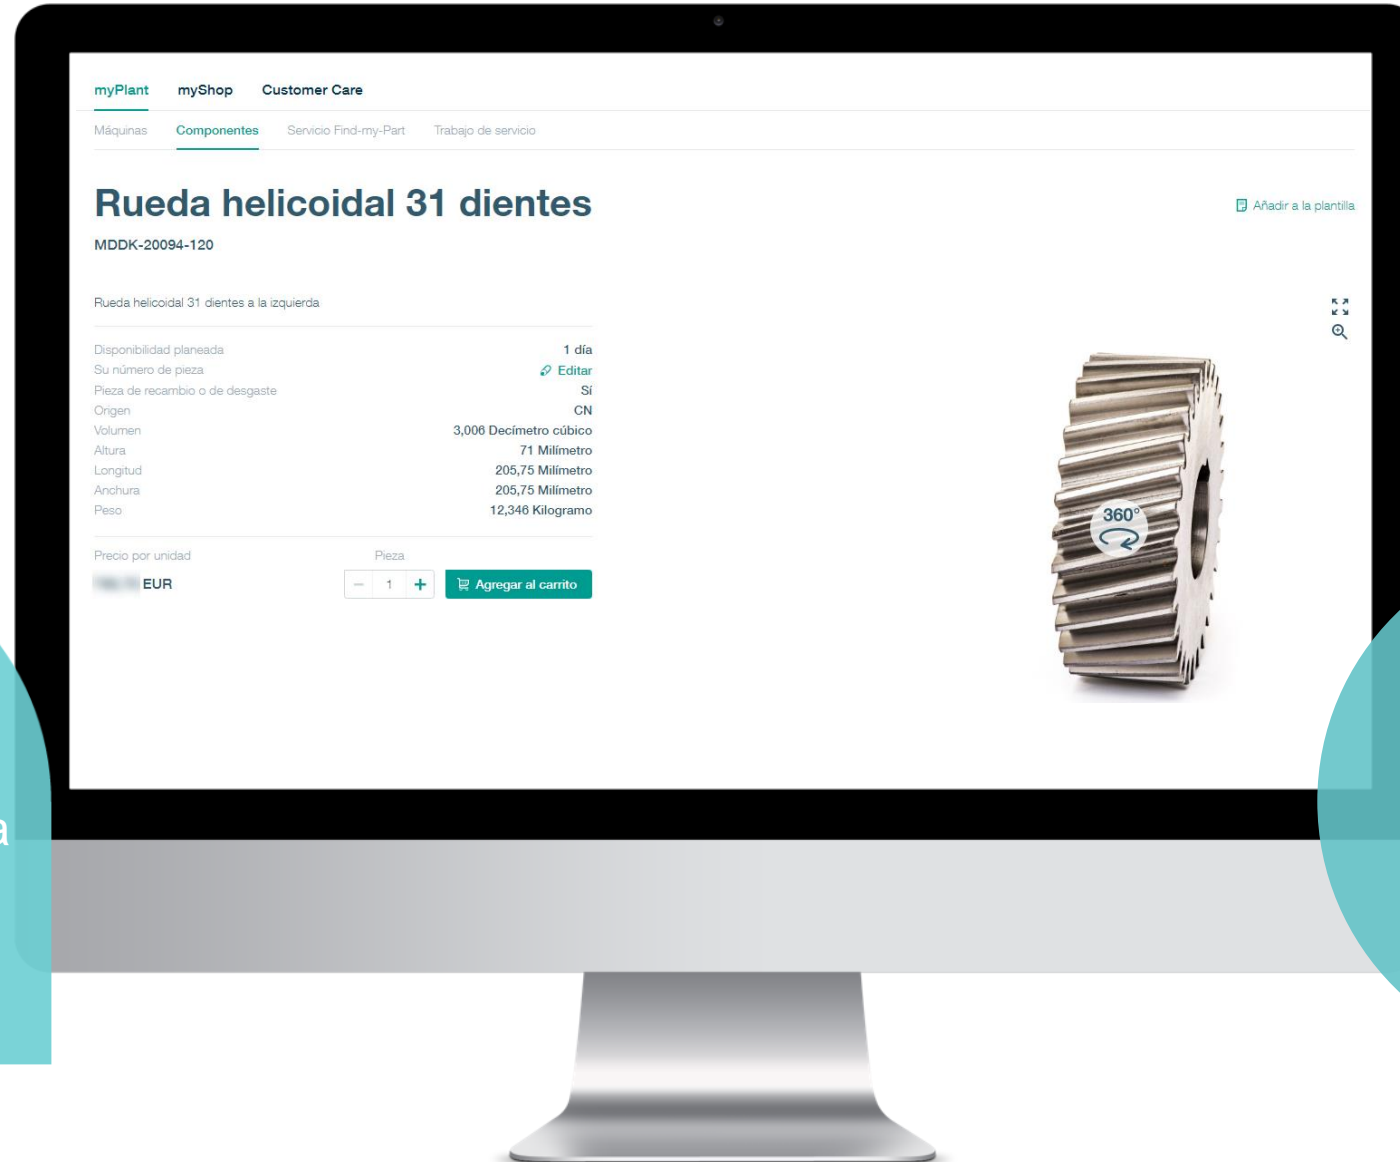 myPlant myShop Customer Care
Máquinas Componentes Servicio Find-my-Part Trabajo de servicio
Rueda helicoidal 31 dientes
Añadir a la plantilla
MDDK-20094-120
Rueda helicoidal 31 dientes a la izquierda
Disponibilidad planeada 1 día
Su número de pieza Editar
Pieza de recambio o de desgaste Sí
Origen CN
Volumen 3,006 Decímetro cúbico
Altura 71 Milímetro
Longitud 205,75 Milímetro
Anchura 205,75 Milímetro
Peso 12,346 Kilogramo
360°
Precio por unidad Pieza
EUR 1 Agregar al carrito